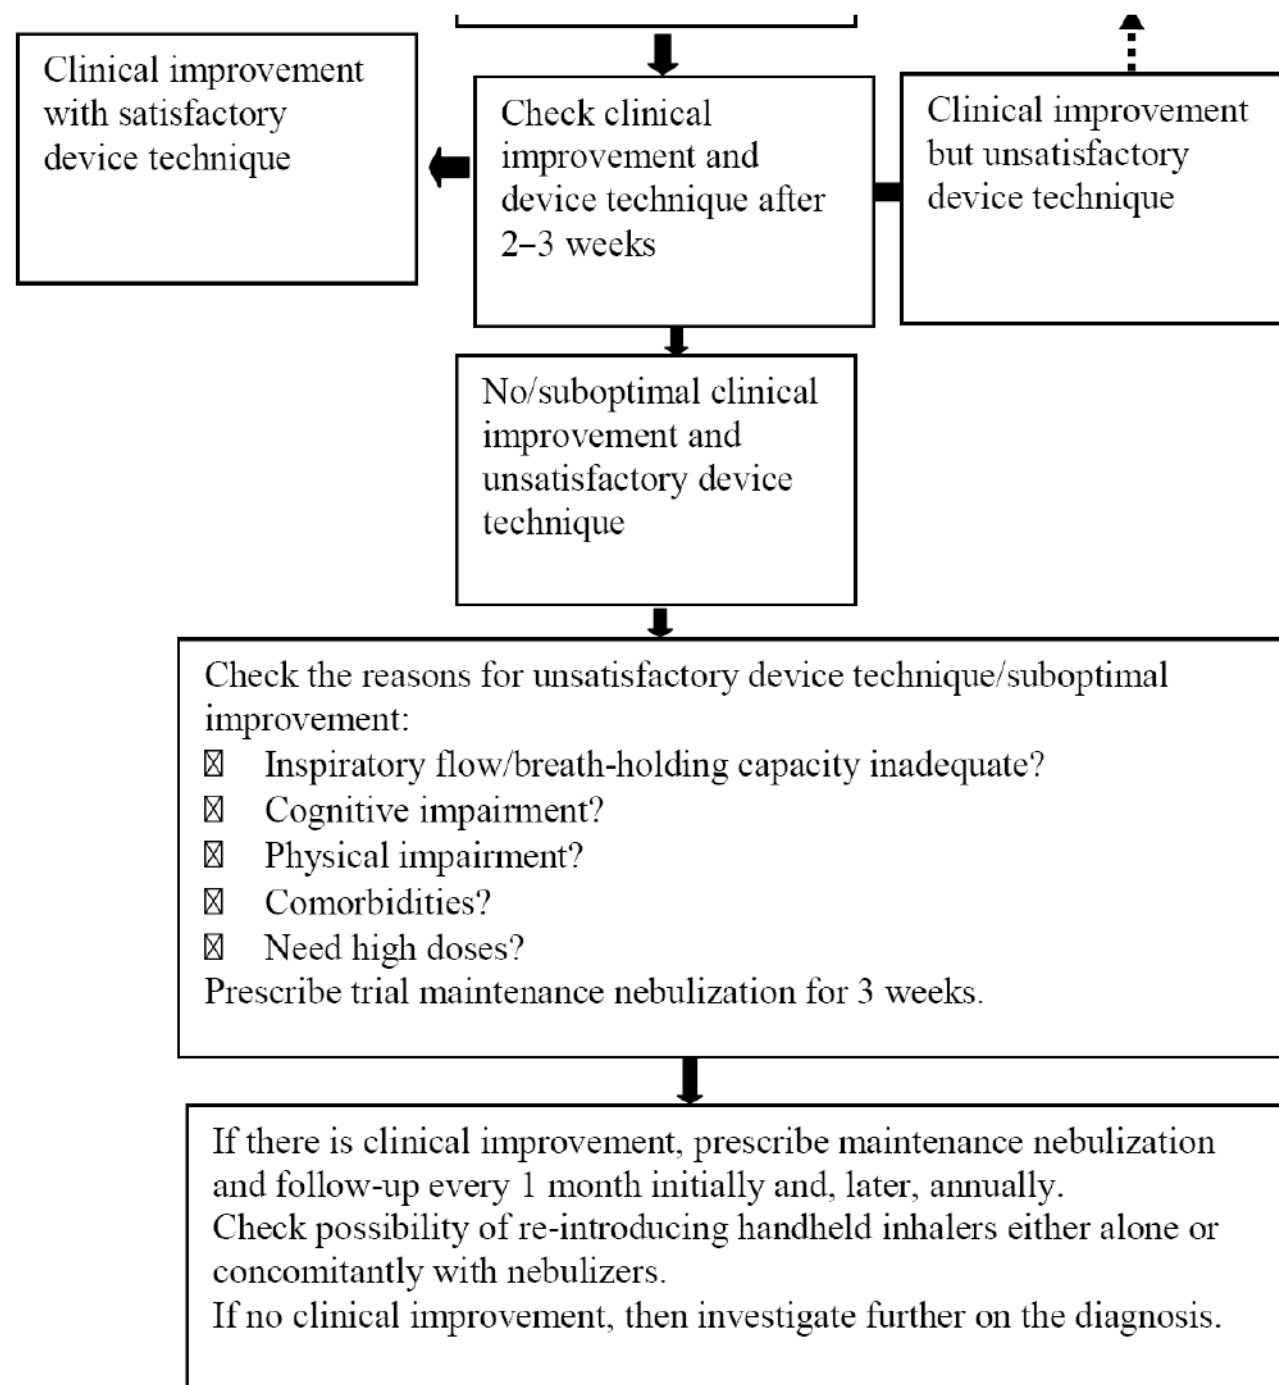 Clinical improvement
with satisfactory
device technique
Check clinical
improvement and
device technique after
2–3 weeks
Clinical improvement
but unsatisfactory
device technique
No/suboptimal clinical
improvement and
unsatisfactory device
technique
Check the reasons for unsatisfactory device technique/suboptimal
improvement:
Inspiratory flow/breath-holding capacity inadequate?
Cognitive impairment?
Physical impairment?
Comorbidities?
Need high doses?
Prescribe trial maintenance nebulization for 3 weeks.
If there is clinical improvement, prescribe maintenance nebulization
and follow-up every 1 month initially and, later, annually.
Check possibility of re-introducing handheld inhalers either alone or
concomitantly with nebulizers.
If no clinical improvement, then investigate further on the diagnosis.